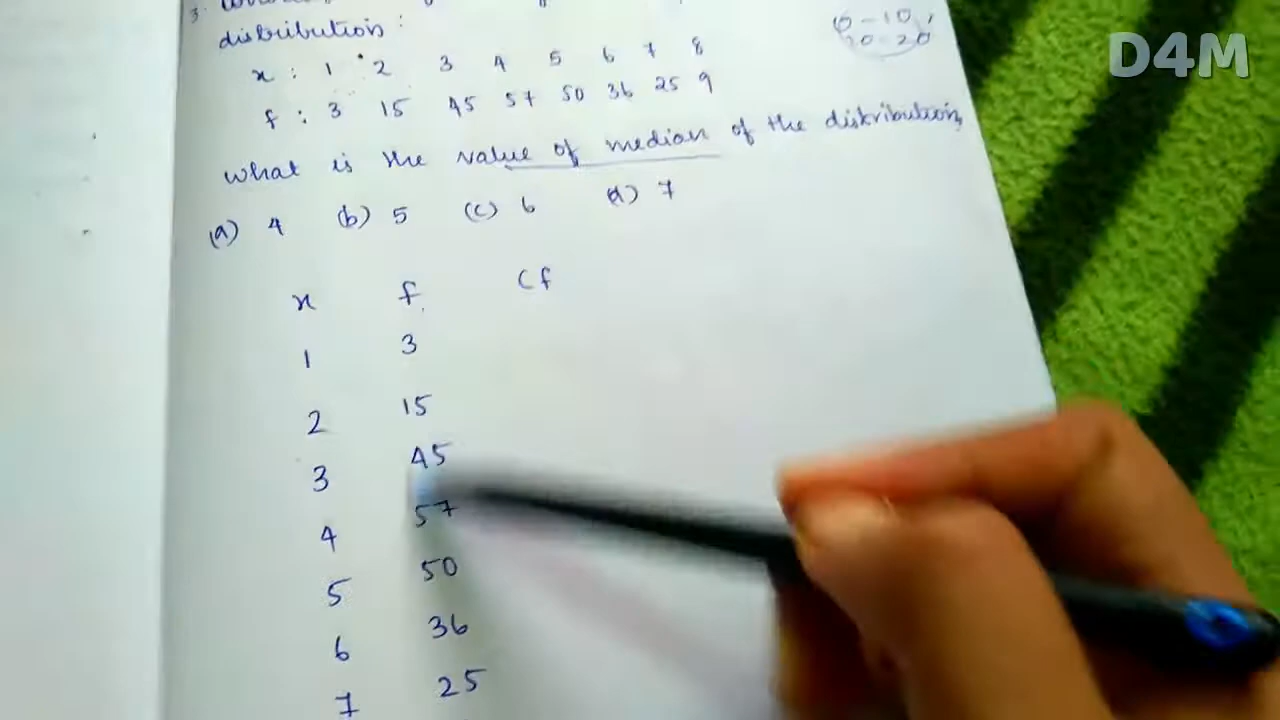 3.
distribution :
x : 1 2 3 4 5 6 7 8
f : 3 15 45 57 50 36 25 9
what is the value of median of the distribution,
(a) 4 (b) 5 (c) 6 (d) 7
x f Cf
1 3
2 15
3 45
4 57
5 50
6 36
7 25
0-10,
10-20
D4M